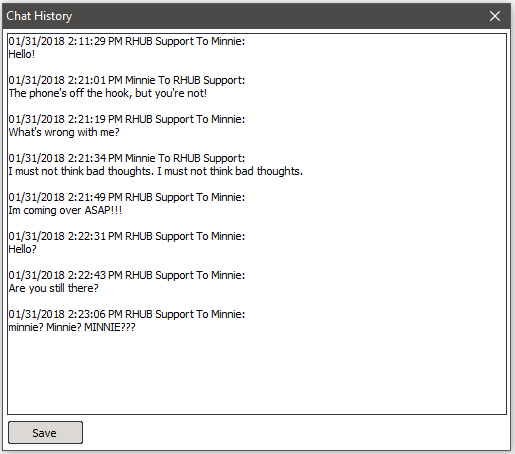 Chat History
01/31/2018 2:11:29 PM RHUB Support To Minnie:
Hello!
01/31/2018 2:21:01 PM Minnie To RHUB Support:
The phone's off the hook, but you're not!
01/31/2018 2:21:19 PM RHUB Support To Minnie:
What's wrong with me?
01/31/2018 2:21:34 PM Minnie To RHUB Support:
I must not think bad thoughts. I must not think bad thoughts.
01/31/2018 2:21:49 PM RHUB Support To Minnie:
Im coming over ASAP!!!
01/31/2018 2:22:31 PM RHUB Support To Minnie:
Hello?
01/31/2018 2:22:43 PM RHUB Support To Minnie:
Are you still there?
01/31/2018 2:23:06 PM RHUB Support To Minnie:
minnie? Minnie? MINNIE???
Save